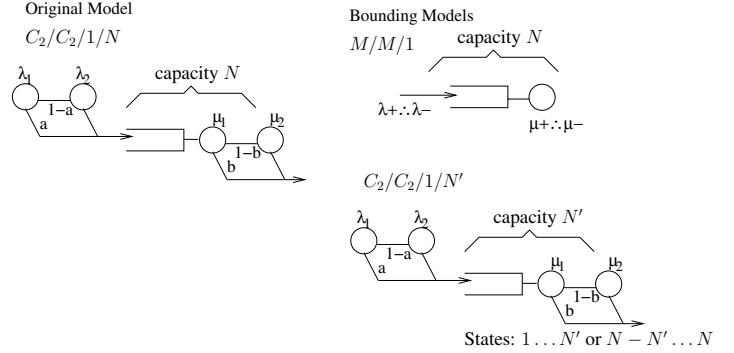 Original Model
C₂/C₂/1/N
λ₁ λ₂
1−a
a
capacity N
μ₁ μ₂
1−b
b
Bounding Models
M/M/1
capacity N
λ+∴λ−
μ+∴μ−
C₂/C₂/1/N′
λ₁ λ₂
1−a
a
capacity N′
μ₁ μ₂
1−b
b
States: 1 . . . N′ or N − N′ . . . N